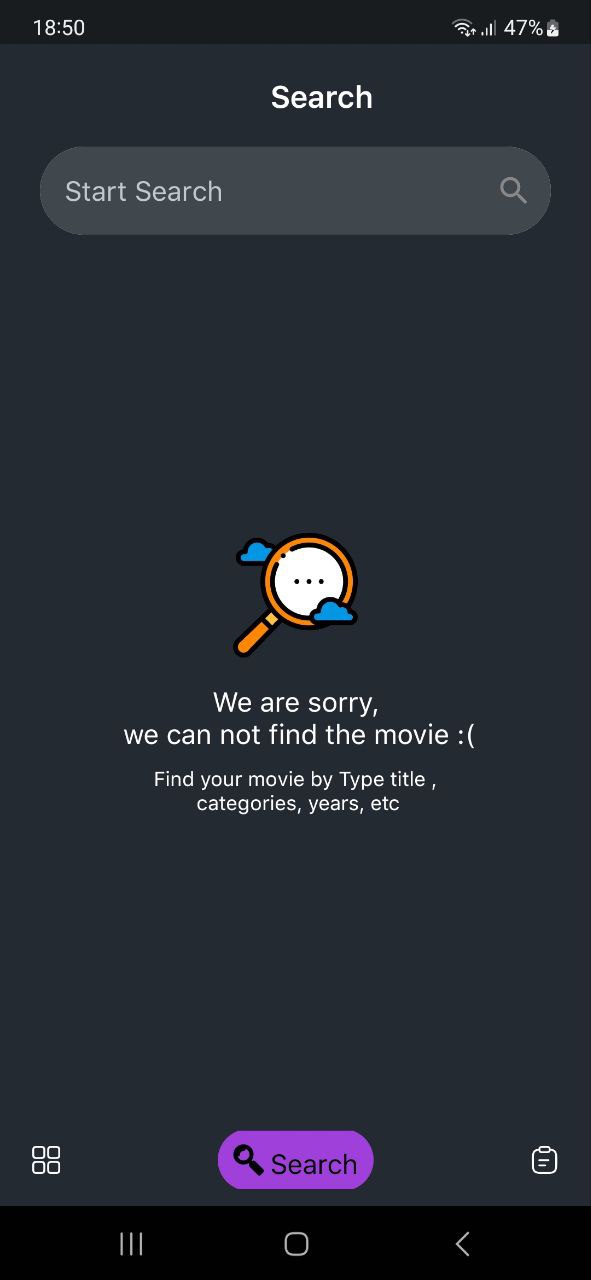 18:50
47%
Search
Start Search
We are sorry,
we can not find the movie :(
Find your movie by Type title ,
categories, years, etc
Search